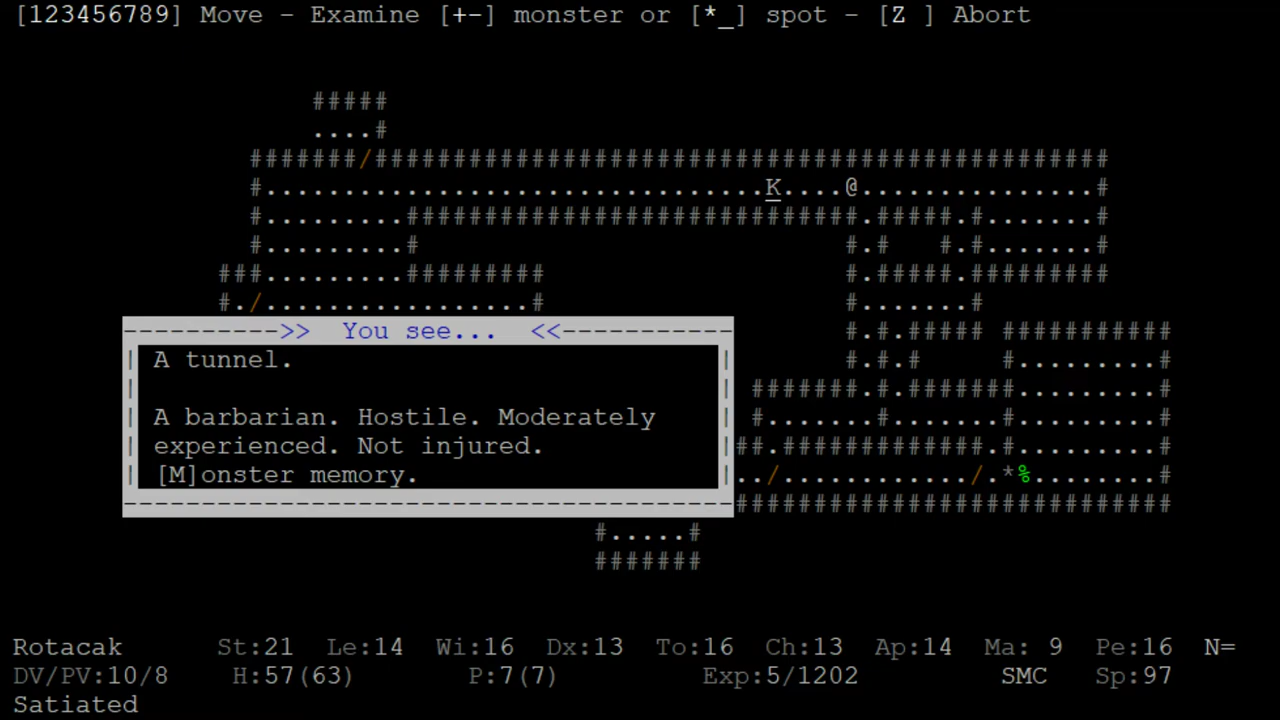 [123456789] Move - Examine [+-] monster or [*_] spot - [Z ] Abort
#####
....#
#######/#########################################
#......................................K....@..............#
#.........###########################.#####.#.......#
#.........# #.# #.#.......#
###.........######### #.#####.#########
#./....................# #.......#
---------->> You see... <<----------- #.#.##### ###########
| A tunnel. | #.#.# #.........#
| | #######.#.#######.........#
| A barbarian. Hostile. Moderately | #.......#.......#.........#
| experienced. Not injured. |##.#############.#.........#
| [M]onster memory. |../.............../.*%.........#
-------------------------------------###########################
#.....#
#######
Rotacak St:21 Le:14 Wi:16 Dx:13 To:16 Ch:13 Ap:14 Ma: 9 Pe:16 N=
DV/PV:10/8 H:57(63) P:7(7) Exp:5/1202 SMC Sp:97
Satiated